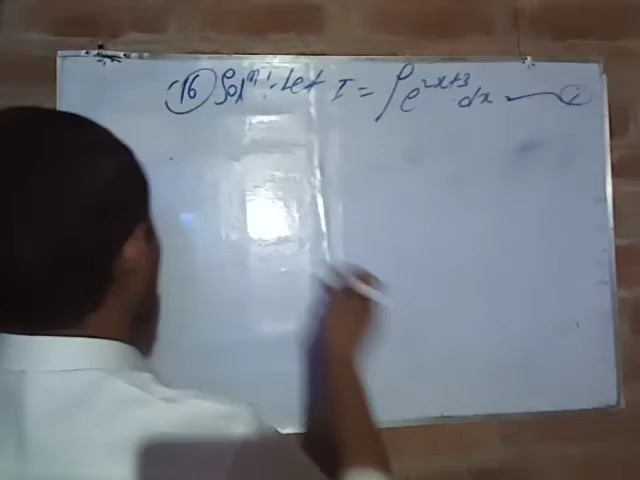 (16) Solⁿ: Let I = ∫e^{2x+3} dx — (i)